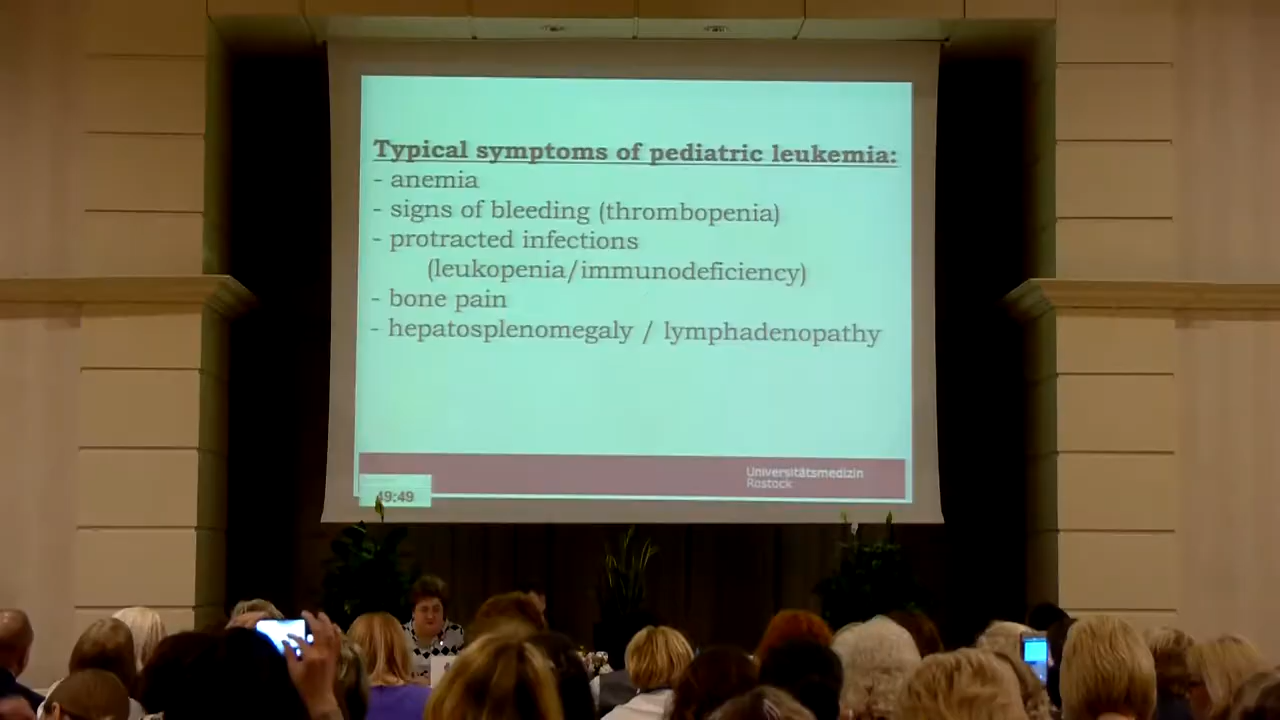 Typical symptoms of pediatric leukemia:
- anemia
- signs of bleeding (thrombopenia)
- protracted infections
(leukopenia/immunodeficiency)
- bone pain
- hepatosplenomegaly / lymphadenopathy
Universitätsmedizin
Rostock
49:49